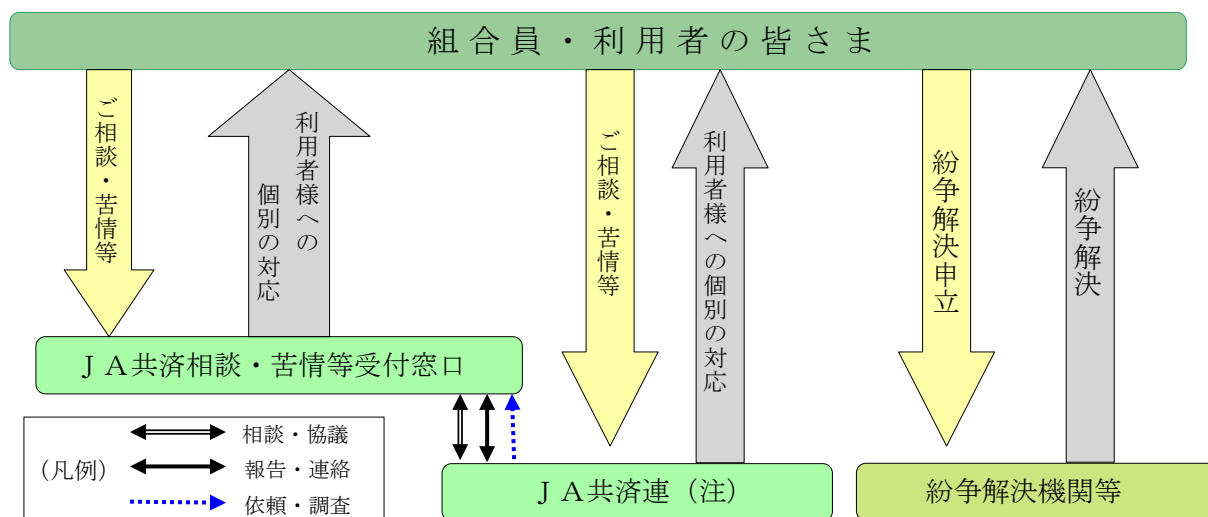 組合員・利用者の皆さま
ご相談・苦情等
利用者様への
個別の対応
ご相談・苦情等
利用者様への個別の対応
紛争解決申立
紛争解決
ＪＡ共済相談・苦情等受付窓口
(凡例)
相談・協議
報告・連絡
依頼・調査
ＪＡ共済連（注）
紛争解決機関等